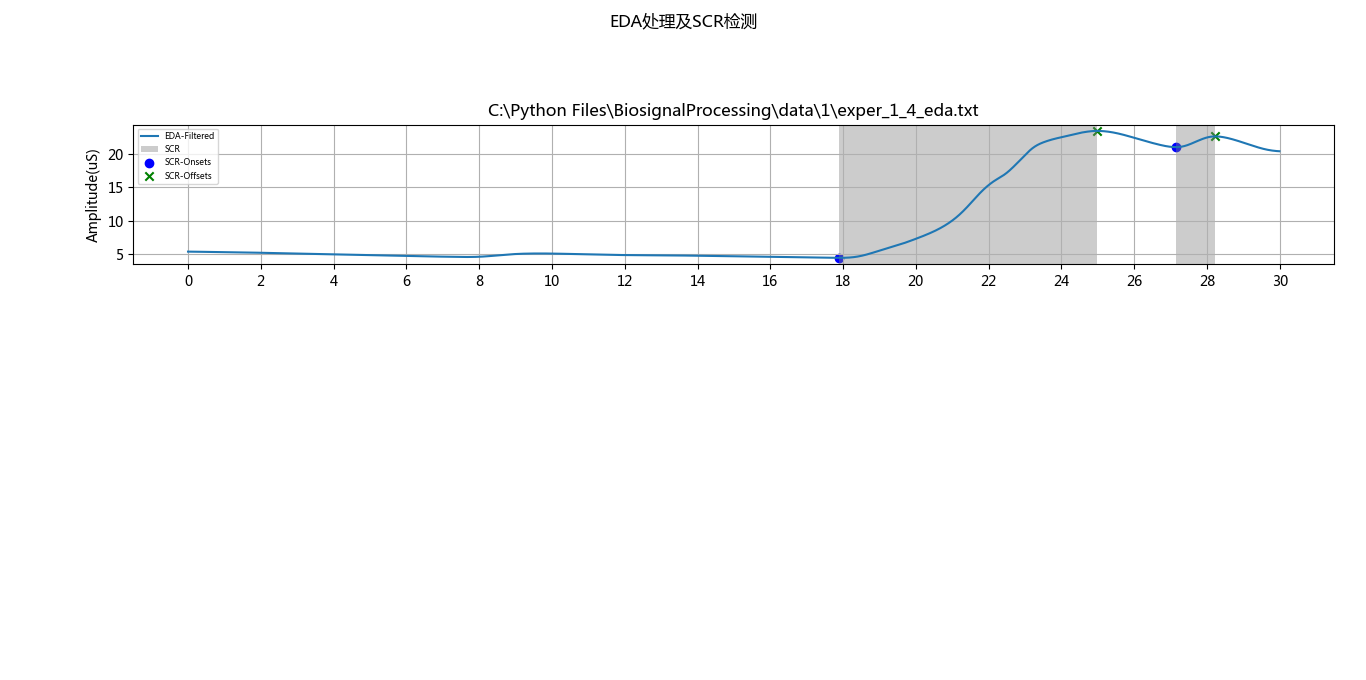 EDA处理及SCR检测
C:\Python Files\BiosignalProcessing\data\1\exper_1_4_eda.txt
EDA-Filtered
SCR
SCR-Onsets
SCR-Offsets
Amplitude(uS)
20
15
10
5
0 2 4 6 8 10 12 14 16 18 20 22 24 26 28 30